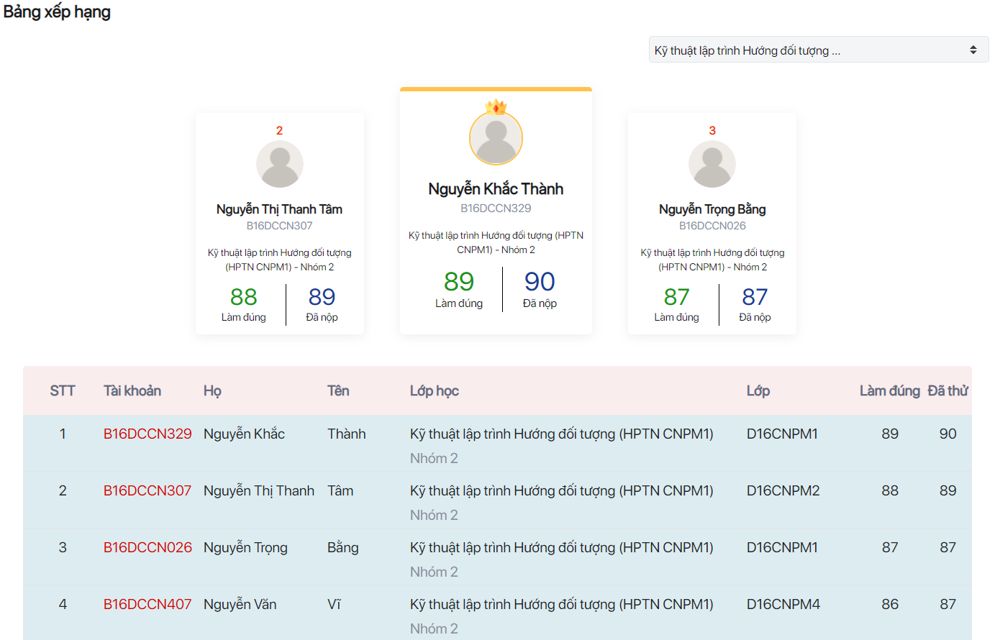 Bảng xếp hạng
Kỹ thuật lập trình Hướng đối tượng ...
2
Nguyễn Thị Thanh Tâm
B16DCCN307
Kỹ thuật lập trình Hướng đối tượng
(HPTN CNPM1) - Nhóm 2
88 89
Làm đúng Đã nộp
Nguyễn Khắc Thành
B16DCCN329
Kỹ thuật lập trình Hướng đối tượng (HPTN
CNPM1) - Nhóm 2
89 90
Làm đúng Đã nộp
3
Nguyễn Trọng Bằng
B16DCCN026
Kỹ thuật lập trình Hướng đối tượng
(HPTN CNPM1) - Nhóm 2
87 87
Làm đúng Đã nộp
STT Tài khoản Họ Tên Lớp học Lớp Làm đúng Đã thử
1 B16DCCN329 Nguyễn Khắc Thành Kỹ thuật lập trình Hướng đối tượng (HPTN CNPM1) D16CNPM1 89 90
Nhóm 2
2 B16DCCN307 Nguyễn Thị Thanh Tâm Kỹ thuật lập trình Hướng đối tượng (HPTN CNPM1) D16CNPM2 88 89
Nhóm 2
3 B16DCCN026 Nguyễn Trọng Bằng Kỹ thuật lập trình Hướng đối tượng (HPTN CNPM1) D16CNPM1 87 87
Nhóm 2
4 B16DCCN407 Nguyễn Văn Vĩ Kỹ thuật lập trình Hướng đối tượng (HPTN CNPM1) D16CNPM4 86 87
Nhóm 2